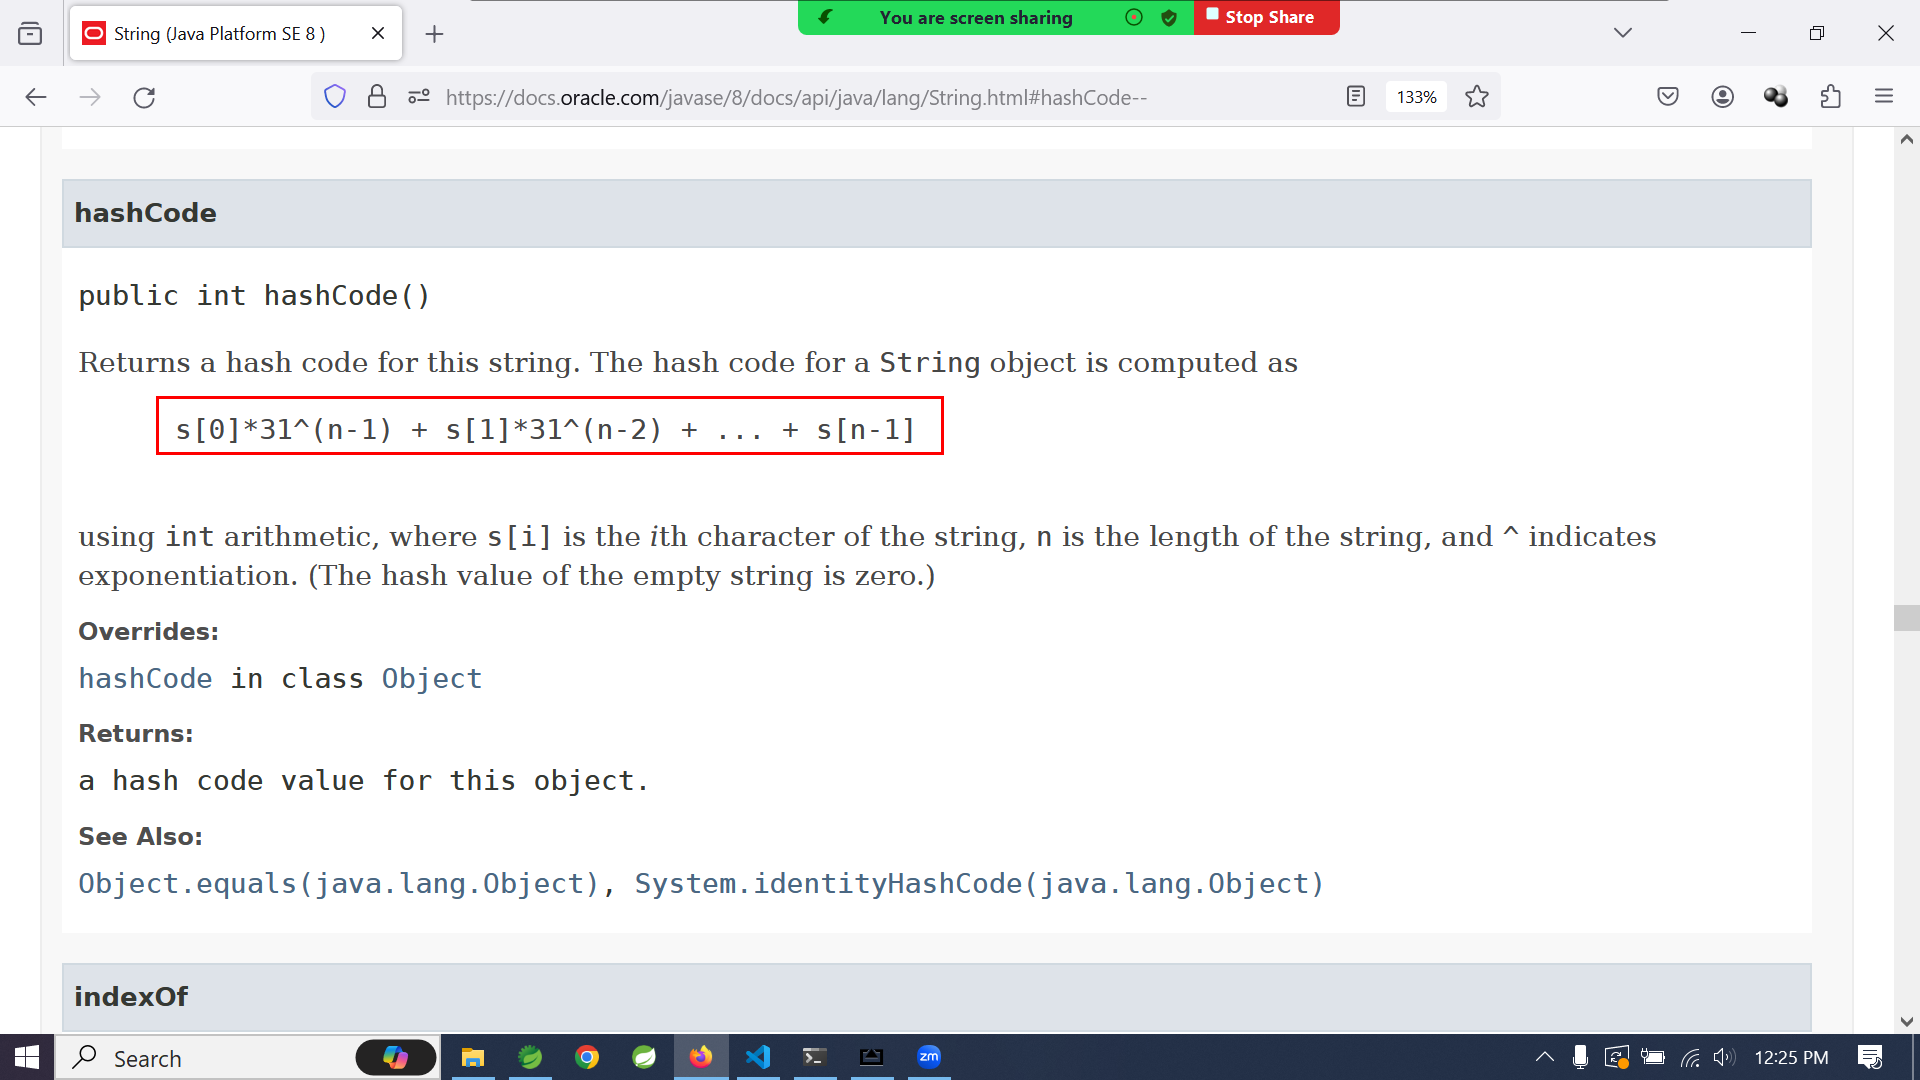 String (Java Platform SE 8 )
You are screen sharing
Stop Share
https://docs.oracle.com/javase/8/docs/api/java/lang/String.html#hashCode--
133%
hashCode
public int hashCode()
Returns a hash code for this string. The hash code for a String object is computed as
s[0]*31^(n-1) + s[1]*31^(n-2) + ... + s[n-1]
using int arithmetic, where s[i] is the ith character of the string, n is the length of the string, and ^ indicates
exponentiation. (The hash value of the empty string is zero.)
Overrides:
hashCode in class Object
Returns:
a hash code value for this object.
See Also:
Object.equals(java.lang.Object), System.identityHashCode(java.lang.Object)
indexOf
Search
zm
12:25 PM